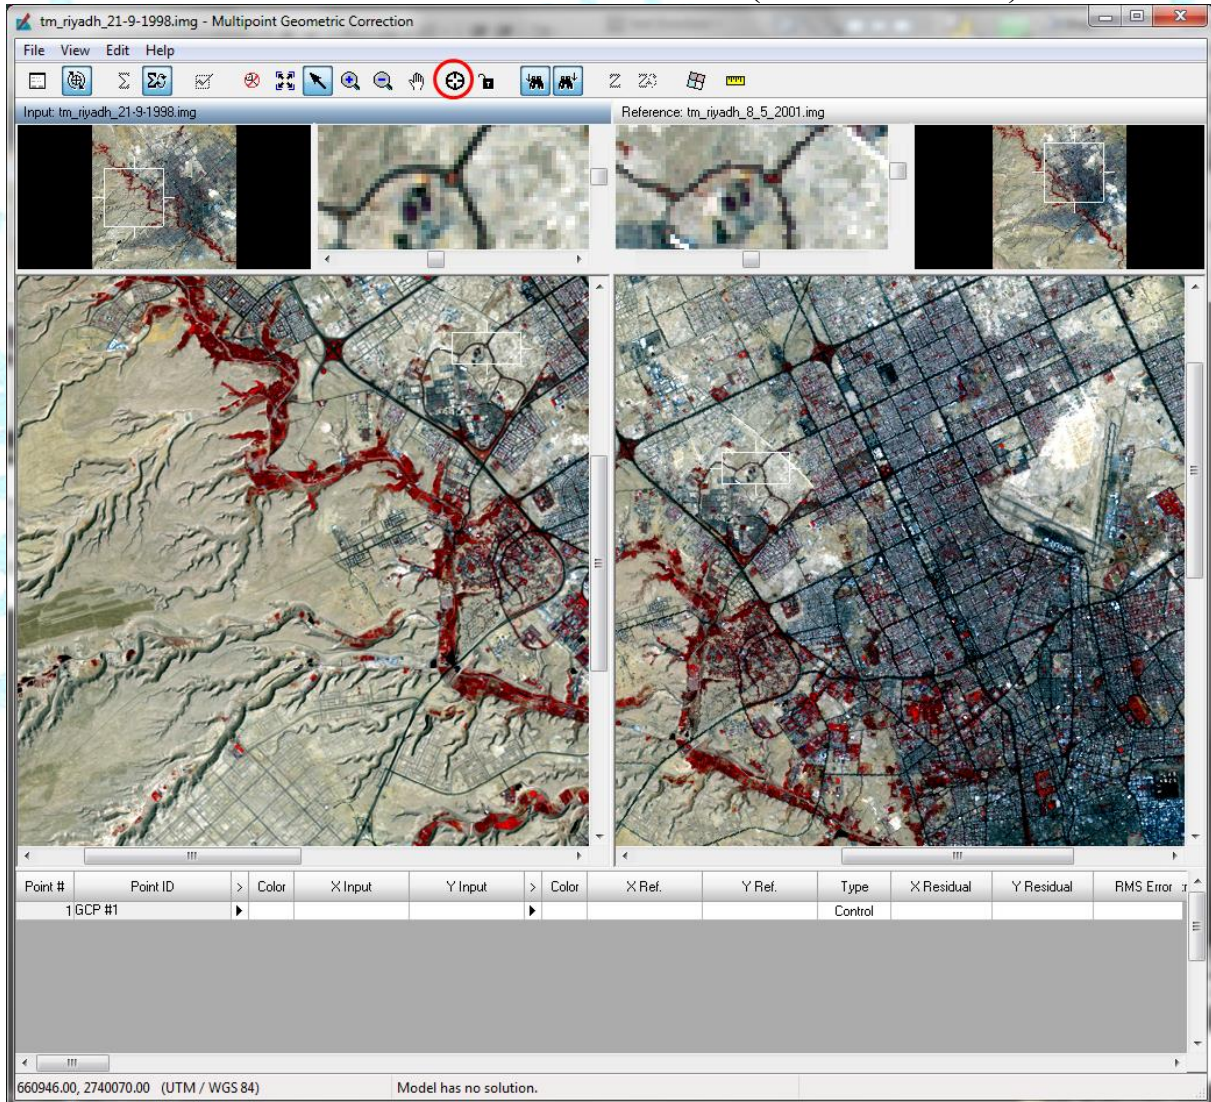 tm_riyadh_21-9-1998.img - Multipoint Geometric Correction
File View Edit Help
Input: tm_riyadh_21-9-1998.img
Reference: tm_riyadh_8_5_2001.img
Point # Point ID > Color X Input Y Input > Color X Ref. Y Ref. Type X Residual Y Residual RMS Error
1 GCP #1 Control
660946.00, 2740070.00 (UTM / WGS 84) Model has no solution.